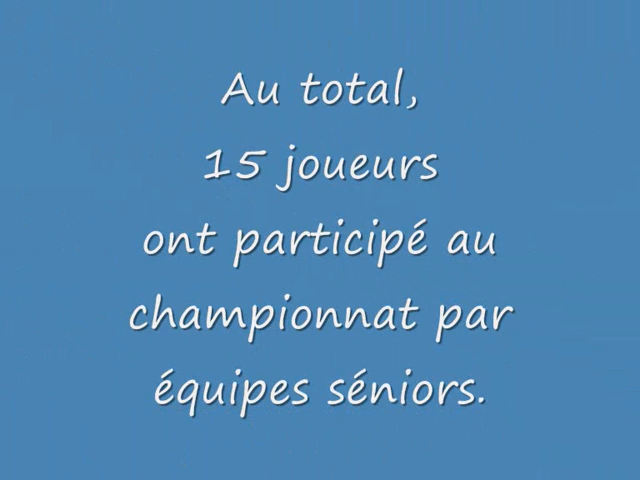 Au total,
15 joueurs
ont participé au
championnat par
équipes séniors.